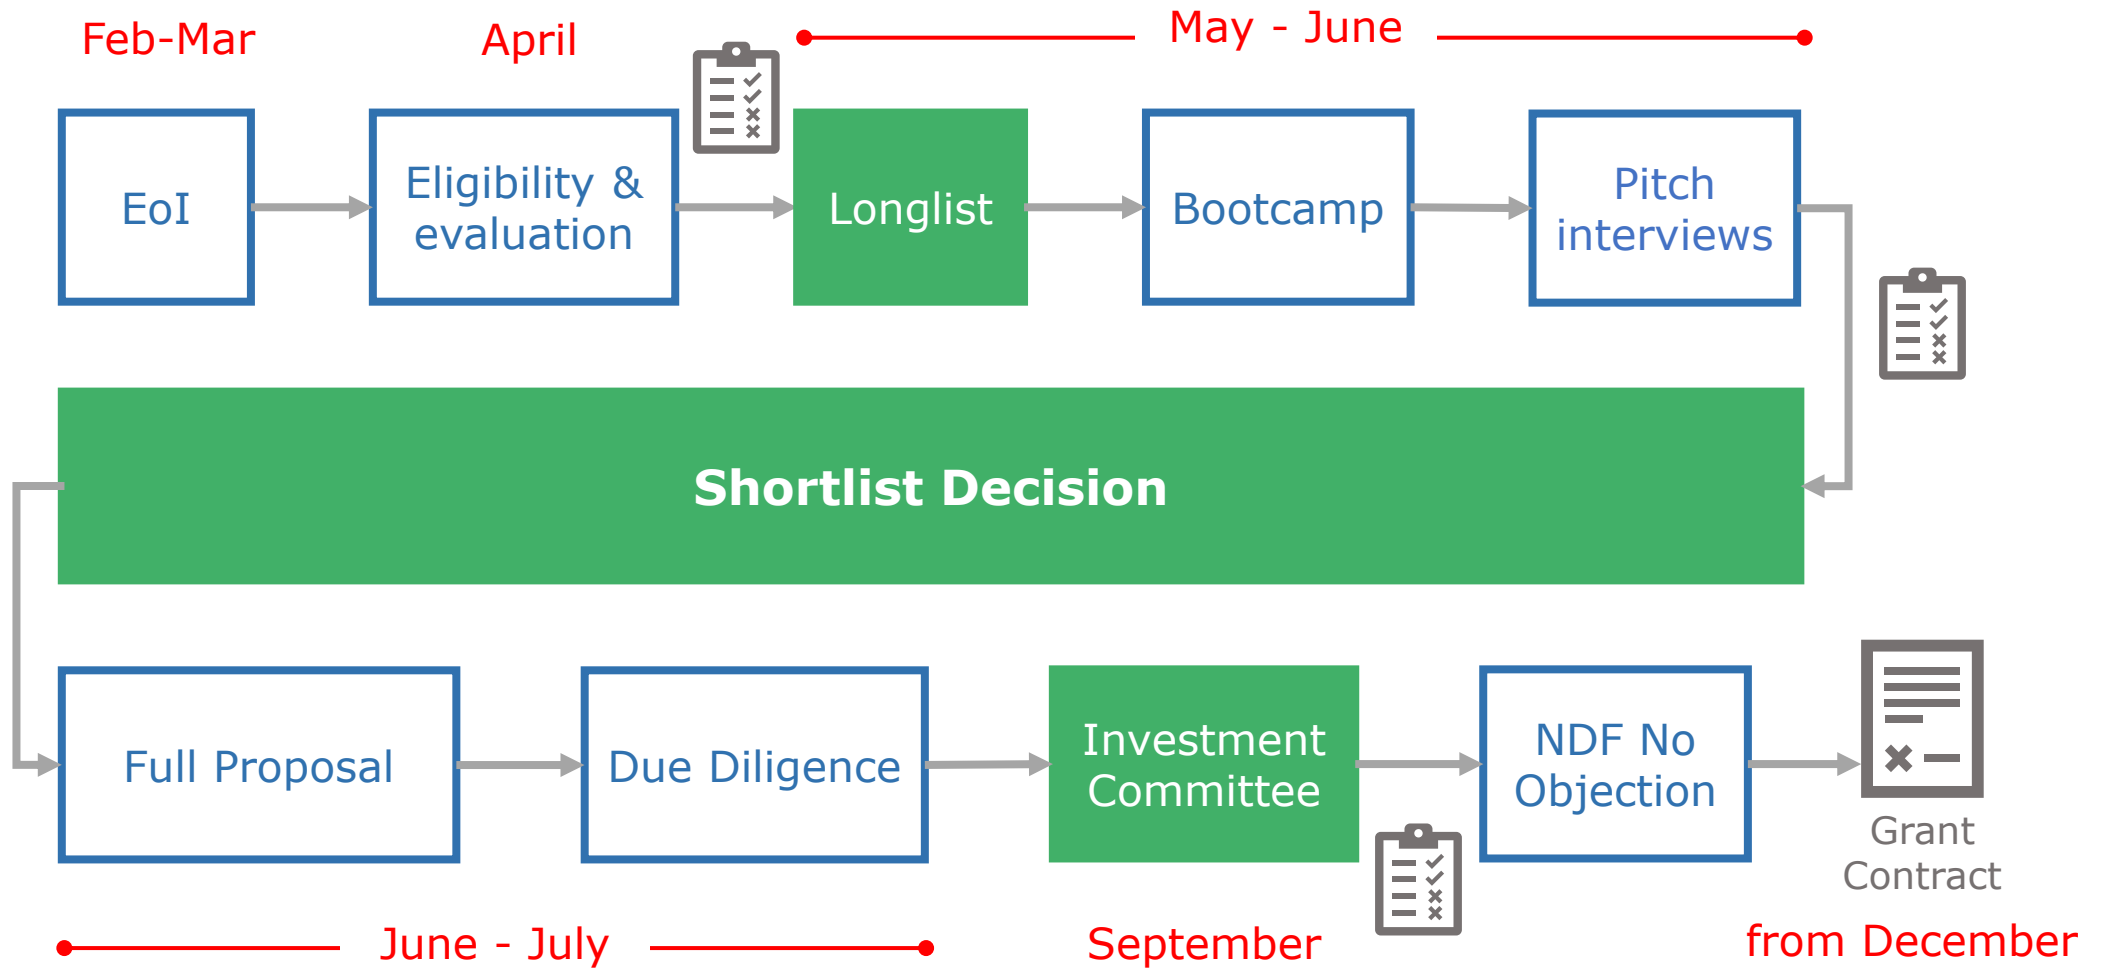 Feb-Mar
April
May - June
EoI
Eligibility &
evaluation
Longlist
Bootcamp
Pitch
interviews
Shortlist Decision
Full Proposal
Due Diligence
Investment
Committee
NDF No
Objection
Grant
Contract
June - July
September
from December